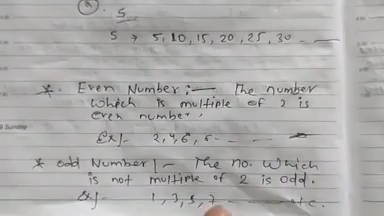 5
5 → 5, 10, 15, 20, 25, 30 - ---
*. Even Number :— The number
which is multiple of 2 is
even number.
Ex)- 2, 4, 6, 8 - - - - -
Sunday
* odd Number |- The no. which
is not multiple of 2 is odd.
Ex)- 1, 3, 5, 7 - - - - - etc.